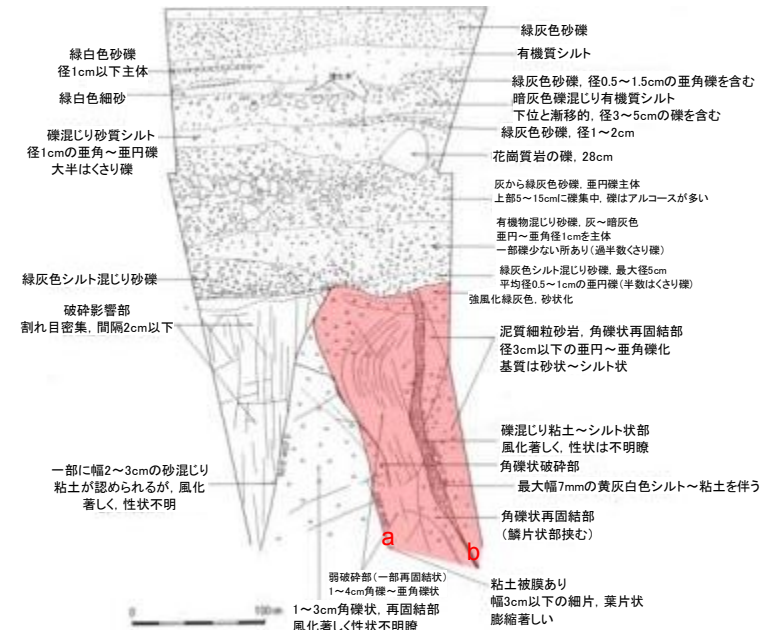 緑灰色砂礫
有機質シルト
緑白色砂礫
径1cm以下主体
緑灰色砂礫, 径0.5～1.5cmの亜角礫を含む
緑白色細砂
暗灰色礫混じり有機質シルト
下位と漸移的, 径3～5cmの礫を含む
緑灰色砂礫, 径1～2cm
礫混じり砂質シルト
径1cmの亜角～亜円礫
大半はくさり礫
花崗質岩の礫, 28cm
灰から緑灰色砂礫, 亜円礫主体
上部5～15cmに礫集中, 礫はアルコースが多い
有機物混じり砂礫, 灰～暗灰色
亜円～亜角径1cmを主体
一部礫少ない所あり（過半数くさり礫）
緑灰色シルト混じり砂礫
緑灰色シルト混じり砂礫, 最大径5cm
平均径0.5～1cmの亜円礫（半数はくさり礫）
強風化緑灰色, 砂状化
破砕影響部
割れ目密集, 間隔2cm以下
泥質細粒砂岩, 角礫状再固結部
径3cm以下の亜円～亜角礫化
基質は砂状～シルト状
礫混じり粘土～シルト状部
風化著しく, 性状は不明瞭
角礫状破砕部
最大幅7mmの黄灰白色シルト～粘土を伴う
一部に幅2～3cmの砂混じり
粘土が認められるが, 風化
著しく, 性状不明
角礫状再固結部
（鱗片状部挟む）
a
b
弱破砕部（一部再固結状）
1～4cm角礫～亜角礫状
粘土被膜あり
幅3cm以下の細片, 葉片状
膨縮著しい
1～3cm角礫状, 再固結部
風化著しく性状不明瞭
0
100cm